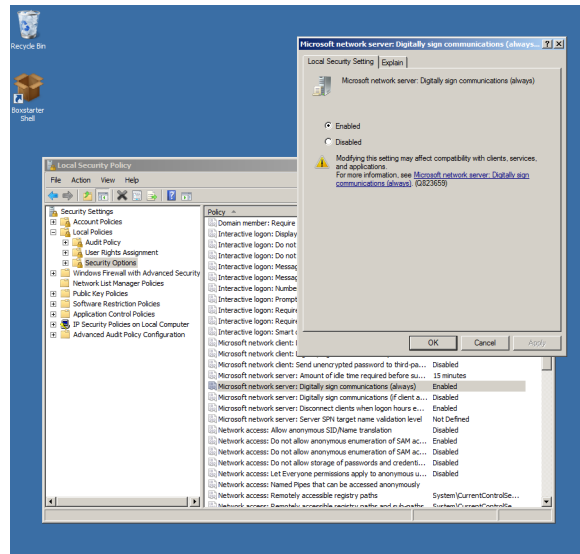 Recycle Bin
Boxstarter
Shell
Microsoft network server: Digitally sign communications (always...
Local Security Setting
Explain
Microsoft network server: Digitally sign communications (always)
Enabled
Disabled
Modifying this setting may affect compatibility with clients, services,
and applications.
For more information, see Microsoft network server: Digitally sign
communications (always). (Q823659)
OK
Cancel
Apply
Local Security Policy
File Action View Help
Security Settings
Account Policies
Local Policies
Audit Policy
User Rights Assignment
Security Options
Windows Firewall with Advanced Security
Network List Manager Policies
Public Key Policies
Software Restriction Policies
Application Control Policies
IP Security Policies on Local Computer
Advanced Audit Policy Configuration
Policy
Domain member: Require
Interactive logon: Display
Interactive logon: Do not
Interactive logon: Do not
Interactive logon: Messag
Interactive logon: Messag
Interactive logon: Numbe
Interactive logon: Prompt
Interactive logon: Require
Interactive logon: Require
Interactive logon: Smart c
Microsoft network client:
Microsoft network client:
Microsoft network client: Send unencrypted password to third-pa... Disabled
Microsoft network server: Amount of idle time required before su... 15 minutes
Microsoft network server: Digitally sign communications (always) Enabled
Microsoft network server: Digitally sign communications (if client a... Disabled
Microsoft network server: Disconnect clients when logon hours e... Enabled
Microsoft network server: Server SPN target name validation level Not Defined
Network access: Allow anonymous SID/Name translation Disabled
Network access: Do not allow anonymous enumeration of SAM ac... Enabled
Network access: Do not allow anonymous enumeration of SAM ac... Disabled
Network access: Do not allow storage of passwords and credenti... Disabled
Network access: Let Everyone permissions apply to anonymous u... Disabled
Network access: Named Pipes that can be accessed anonymously
Network access: Remotely accessible registry paths System\CurrentControlSe...
Network access: Remotely accessible registry paths and sub-paths System\CurrentControlSe...